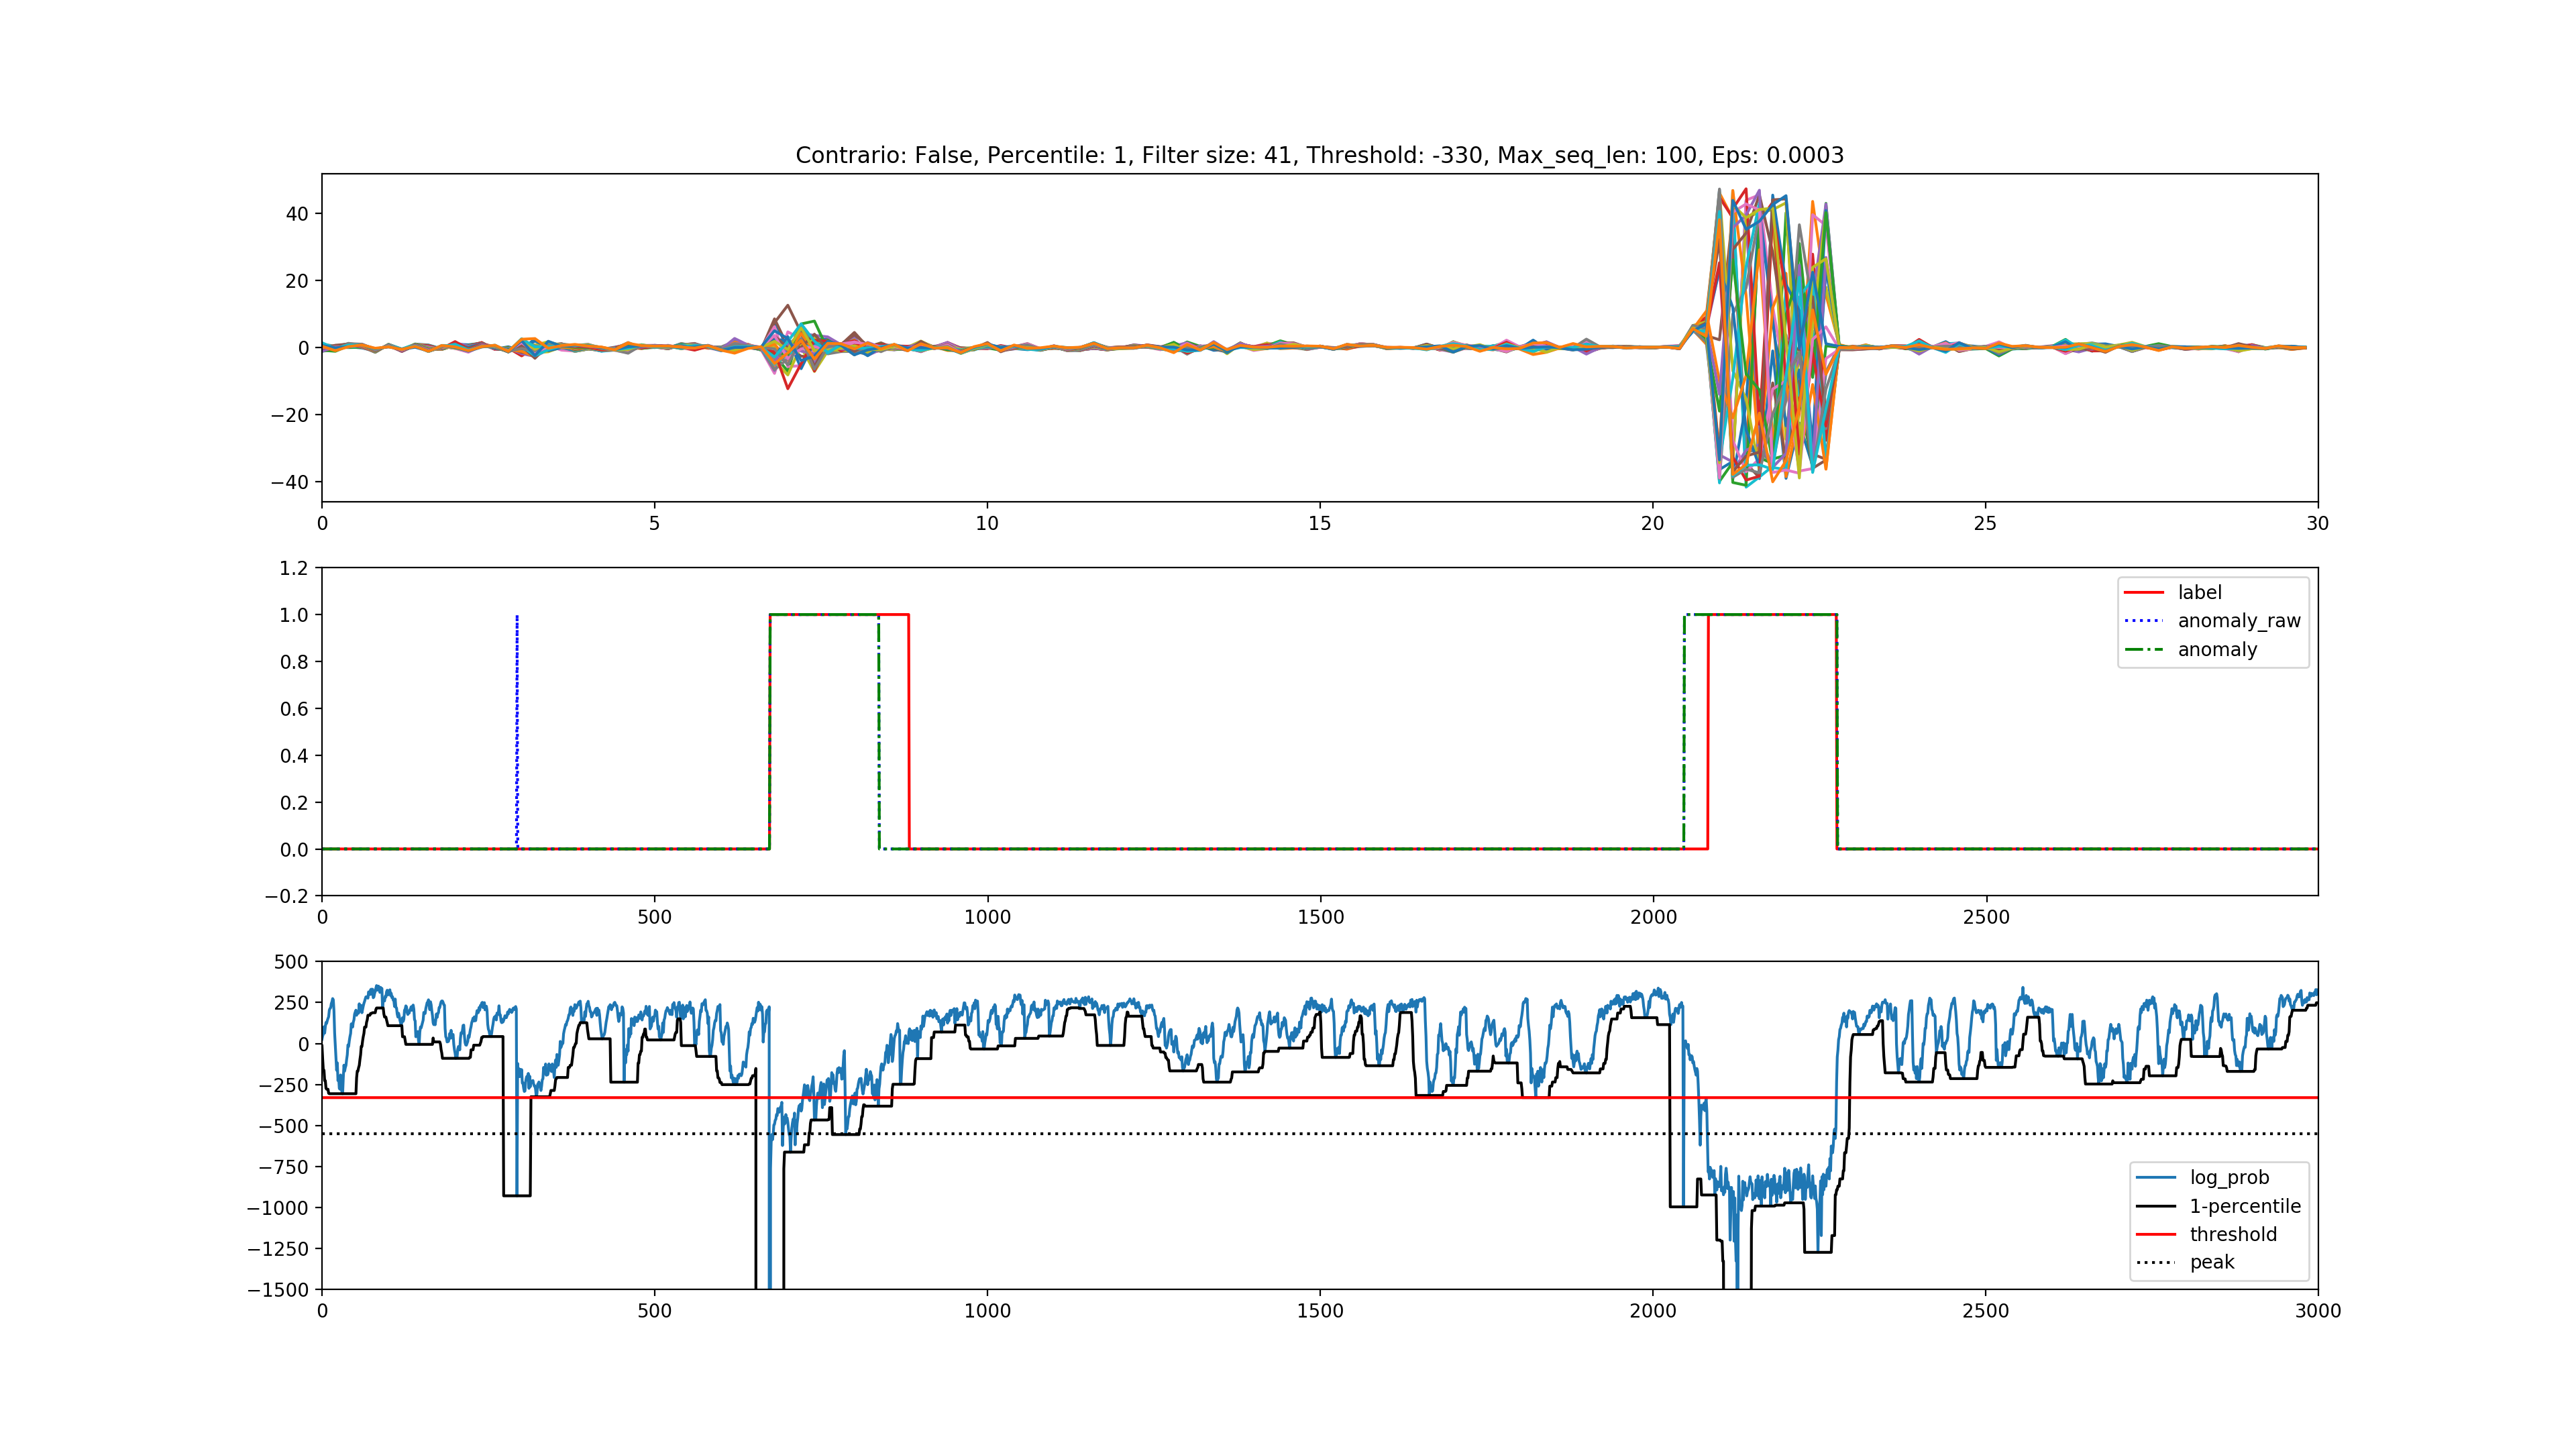 Contrario: False, Percentile: 1, Filter size: 41, Threshold: -330, Max_seq_len: 100, Eps: 0.0003
40
20
0
−20
−40
0 5 10 15 20 25 30
1.2
1.0
0.8
0.6
0.4
0.2
0.0
−0.2
label
anomaly_raw
anomaly
0 500 1000 1500 2000 2500
500
250
0
−250
−500
−750
−1000
−1250
−1500
log_prob
1-percentile
threshold
peak
0 500 1000 1500 2000 2500 3000